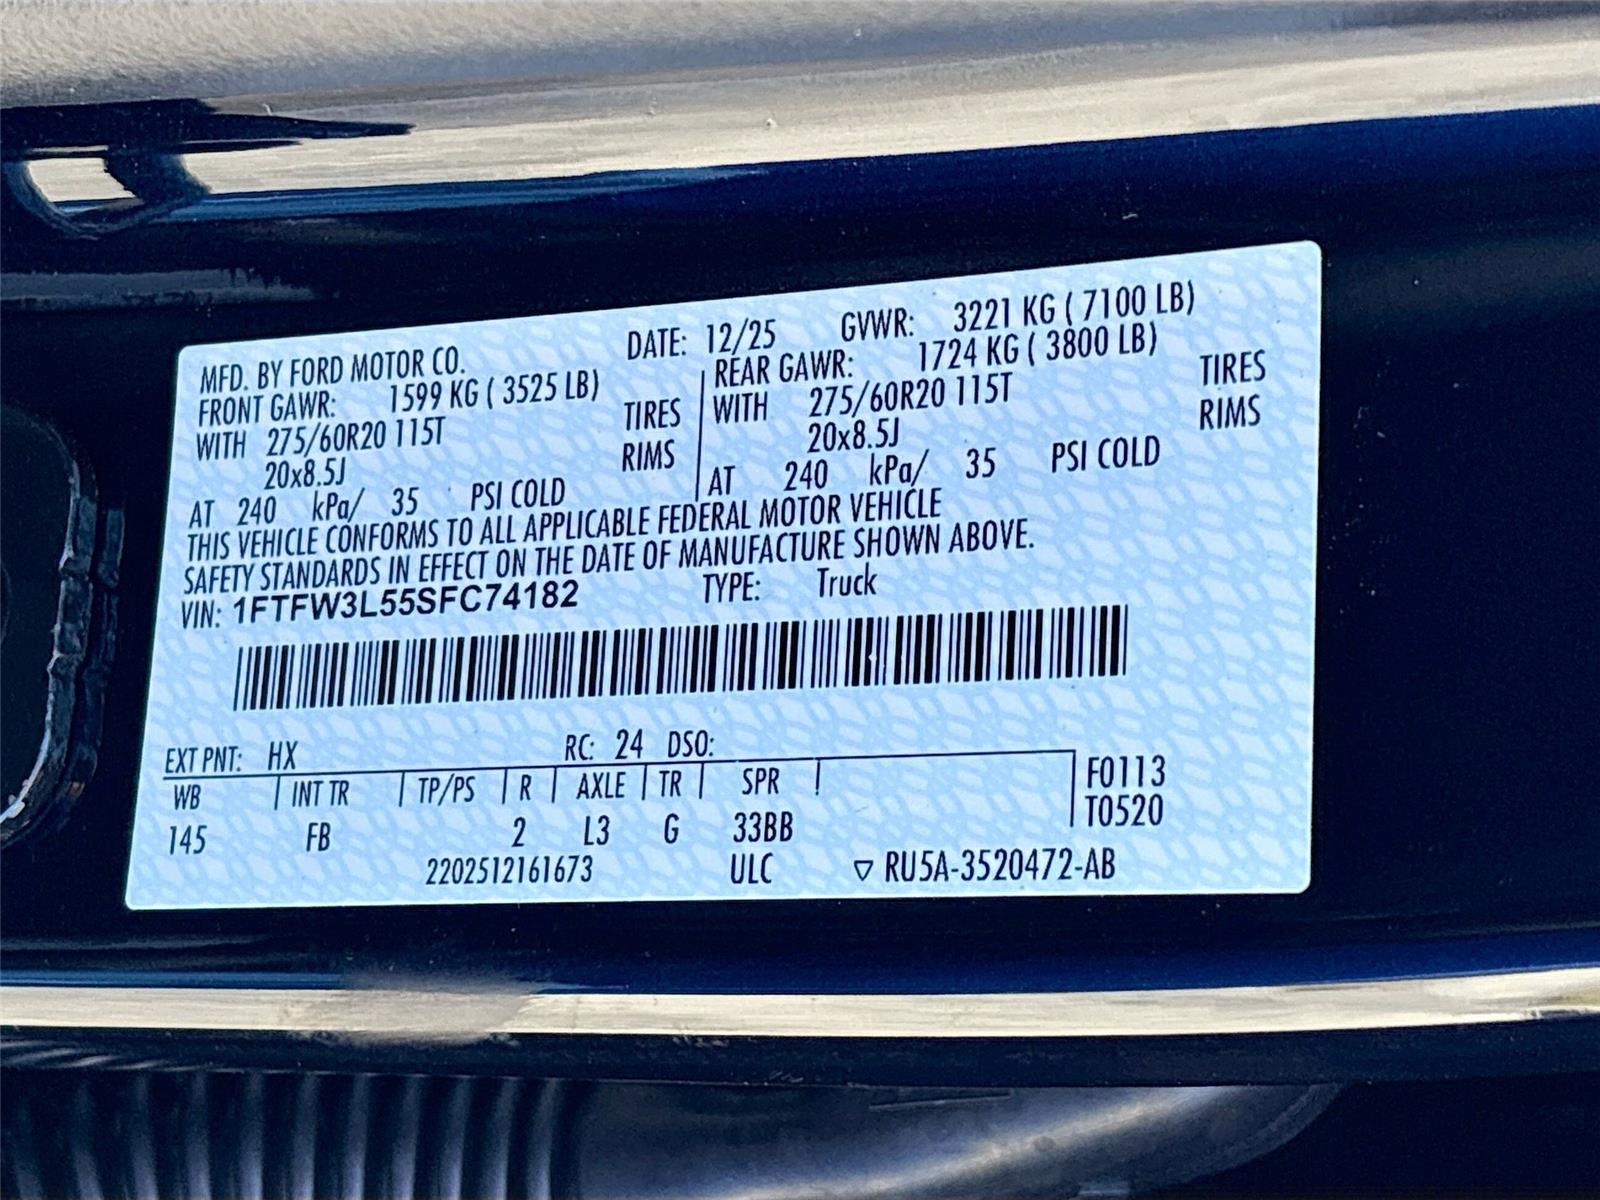 MFD. BY FORD MOTOR CO. DATE: 12/25 GVWR: 3221 KG ( 7100 LB)
FRONT GAWR: 1599 KG ( 3525 LB) REAR GAWR: 1724 KG ( 3800 LB)
WITH 275/60R20 115T TIRES WITH 275/60R20 115T TIRES
20x8.5J RIMS 20x8.5J RIMS
AT 240 kPa/ 35 PSI COLD AT 240 kPa/ 35 PSI COLD
THIS VEHICLE CONFORMS TO ALL APPLICABLE FEDERAL MOTOR VEHICLE
SAFETY STANDARDS IN EFFECT ON THE DATE OF MANUFACTURE SHOWN ABOVE.
VIN: 1FTFW3L55SFC74182 TYPE: Truck
EXT PNT: HX RC: 24 DSO:
WB INT TR TP/PS R AXLE TR SPR F0113
145 FB 2 L3 G 33BB T0520
2202512161673 ULC ▽ RU5A-3520472-AB